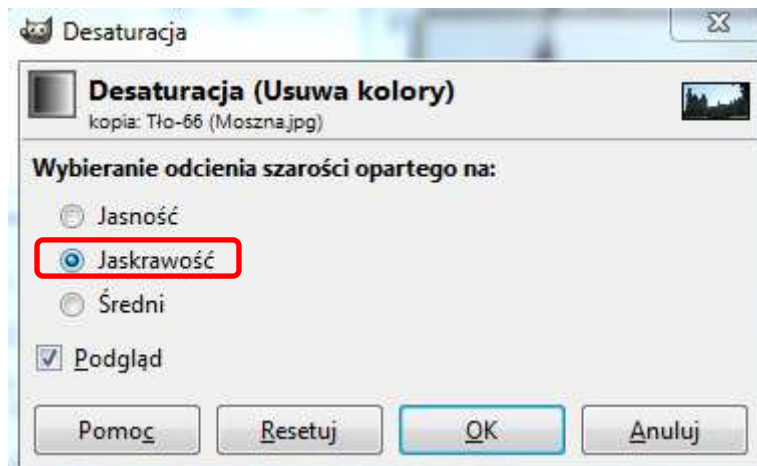 Desaturacja
Desaturacja (Usuwa kolory)
kopia: Tło-66 (Moszna.jpg)
Wybieranie odcienia szarości opartego na:
Jasność
Jaskrawość
Średni
Podgląd
Pomoc Resetuj OK Anuluj